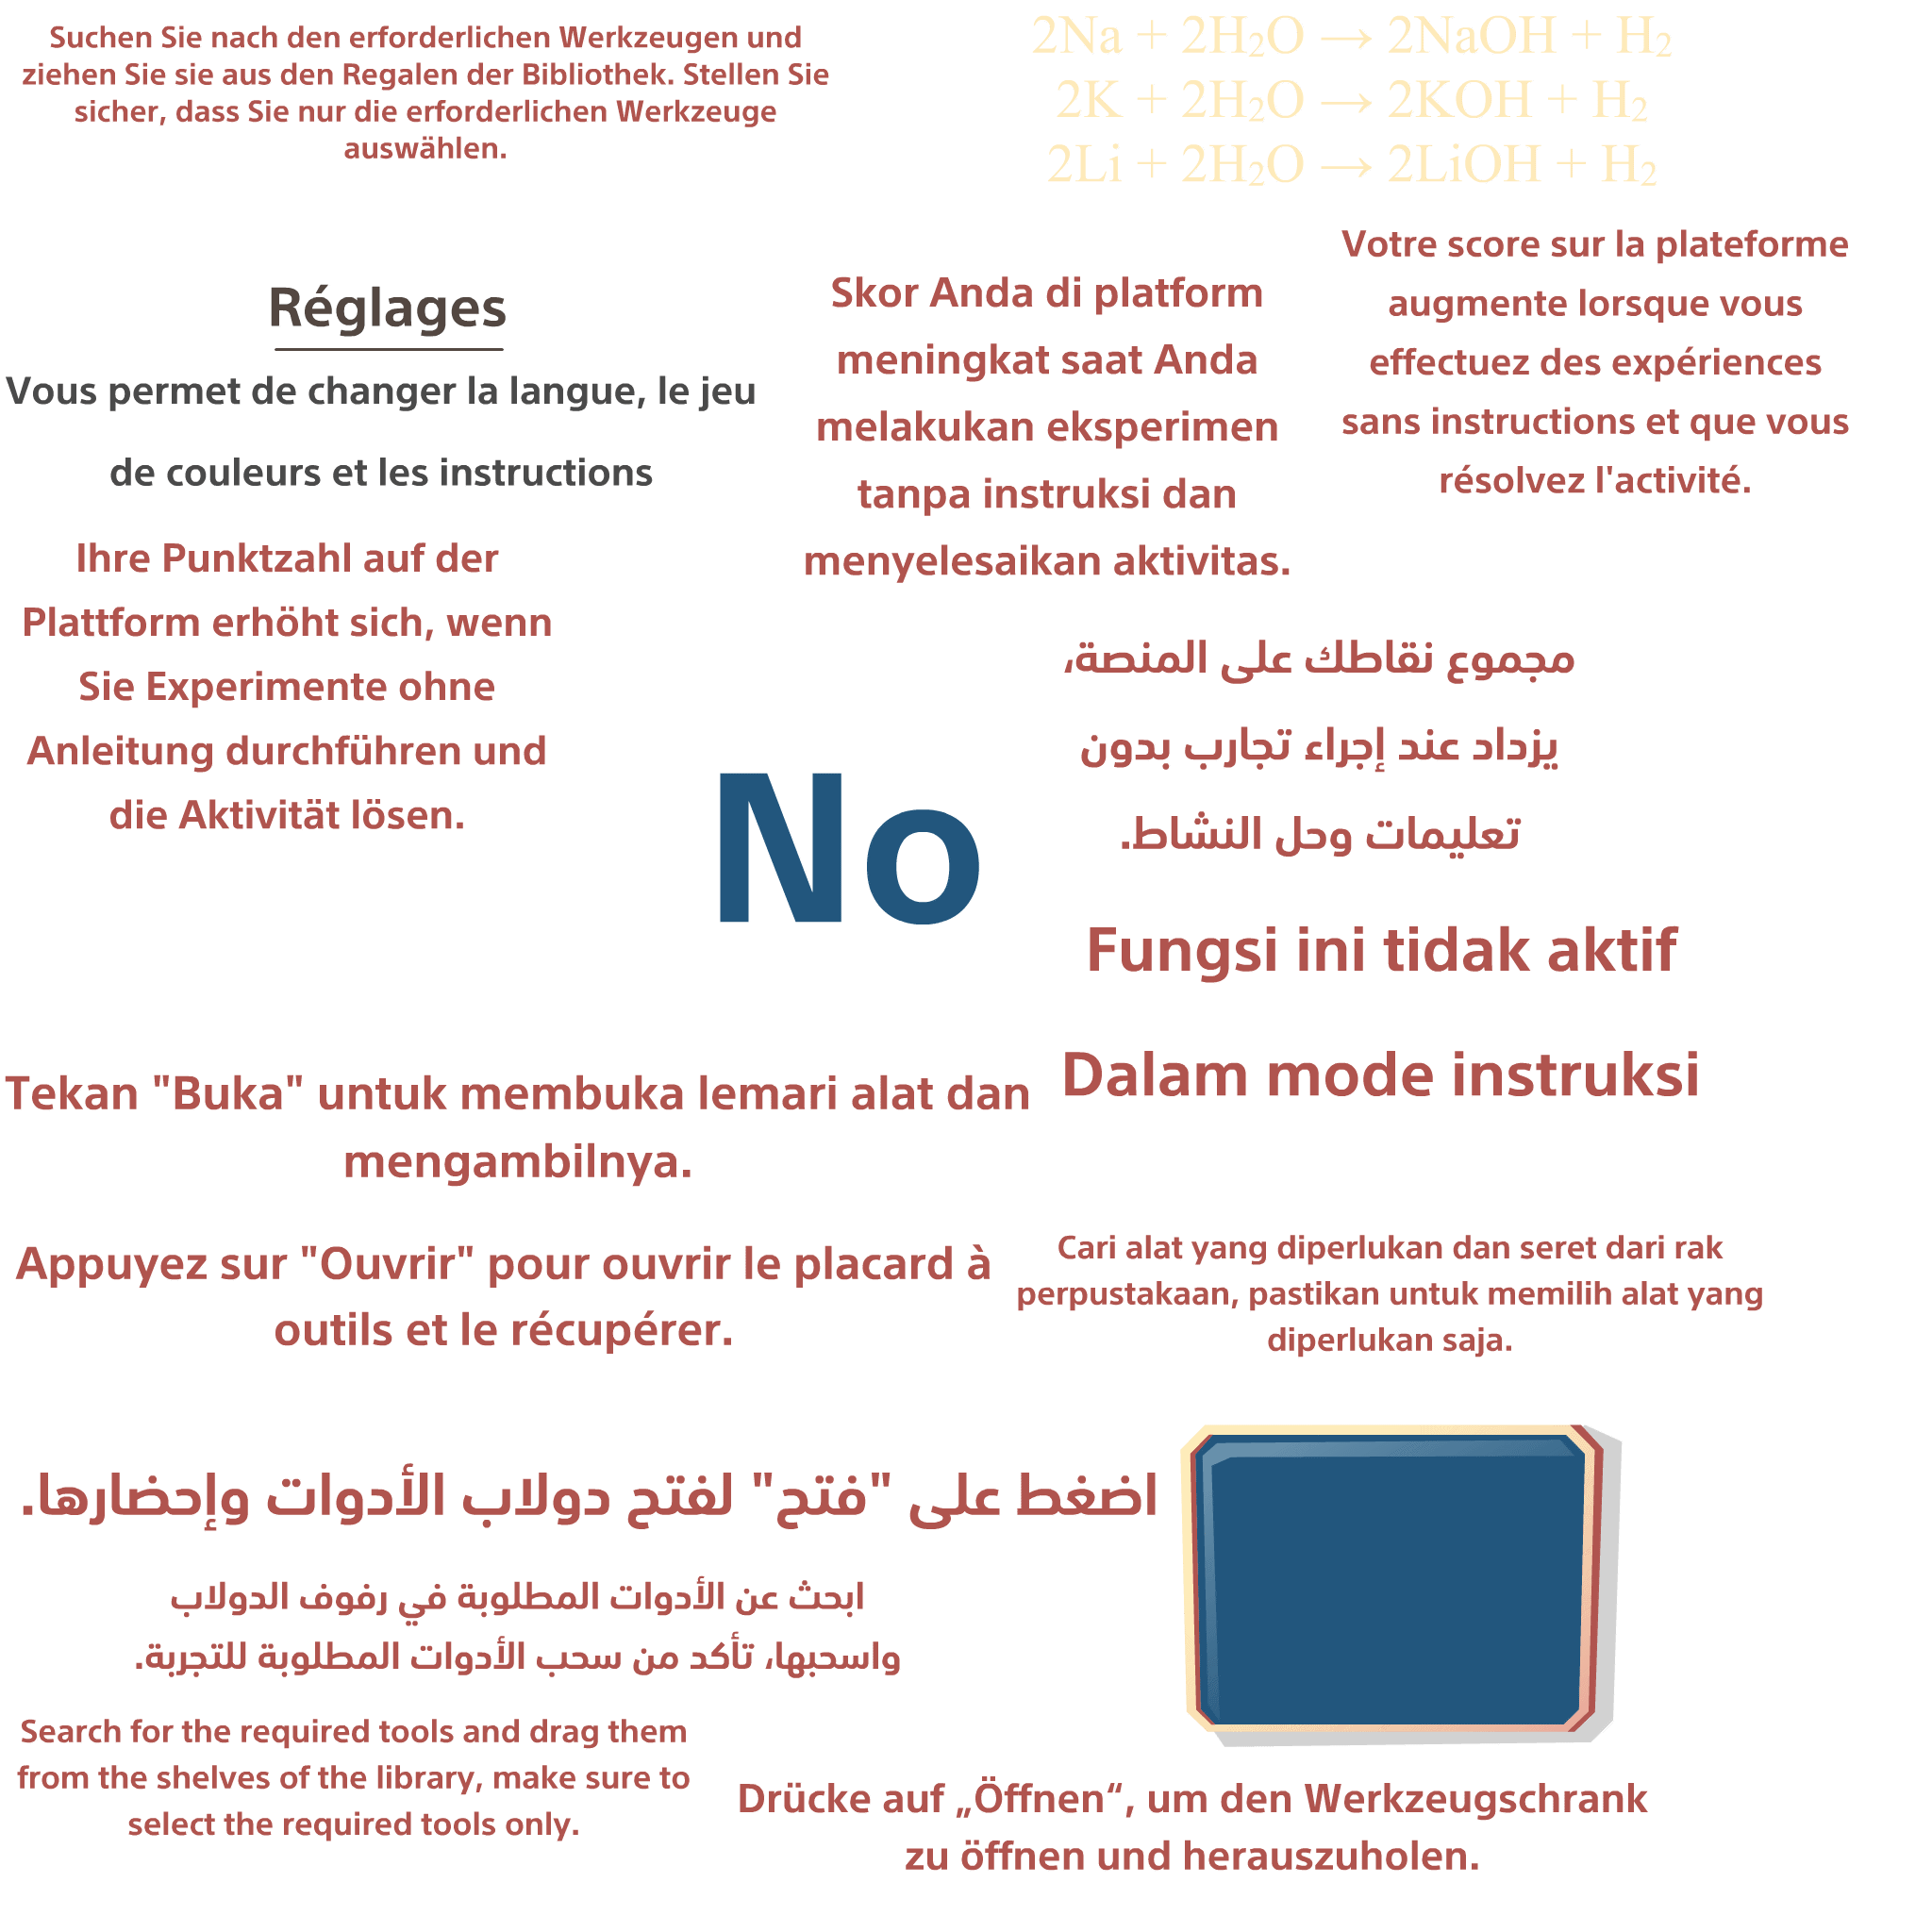 Suchen Sie nach den erforderlichen Werkzeugen und
ziehen Sie sie aus den Regalen der Bibliothek. Stellen Sie
sicher, dass Sie nur die erforderlichen Werkzeuge
auswählen.
2Na + 2H₂O → 2NaOH + H₂
2K + 2H₂O → 2KOH + H₂
2Li + 2H₂O → 2LiOH + H₂
Réglages
Vous permet de changer la langue, le jeu
de couleurs et les instructions
Skor Anda di platform
meningkat saat Anda
melakukan eksperimen
tanpa instruksi dan
menyelesaikan aktivitas.
Votre score sur la plateforme
augmente lorsque vous
effectuez des expériences
sans instructions et que vous
résolvez l'activité.
Ihre Punktzahl auf der
Plattform erhöht sich, wenn
Sie Experimente ohne
Anleitung durchführen und
die Aktivität lösen.
مجموع نقاطك على المنصة،
يزداد عند إجراء تجارب بدون
تعليمات وحل النشاط.
No
Fungsi ini tidak aktif
Dalam mode instruksi
Tekan "Buka" untuk membuka lemari alat dan
mengambilnya.
Appuyez sur "Ouvrir" pour ouvrir le placard à
outils et le récupérer.
Cari alat yang diperlukan dan seret dari rak
perpustakaan, pastikan untuk memilih alat yang
diperlukan saja.
اضغط على "فتح" لفتح دولاب الأدوات وإحضارها.
ابحث عن الأدوات المطلوبة في رفوف الدولاب
واسحبها، تأكد من سحب الأدوات المطلوبة للتجربة.
Search for the required tools and drag them
from the shelves of the library, make sure to
select the required tools only.
Drücke auf „Öffnen“, um den Werkzeugschrank
zu öffnen und herauszuholen.